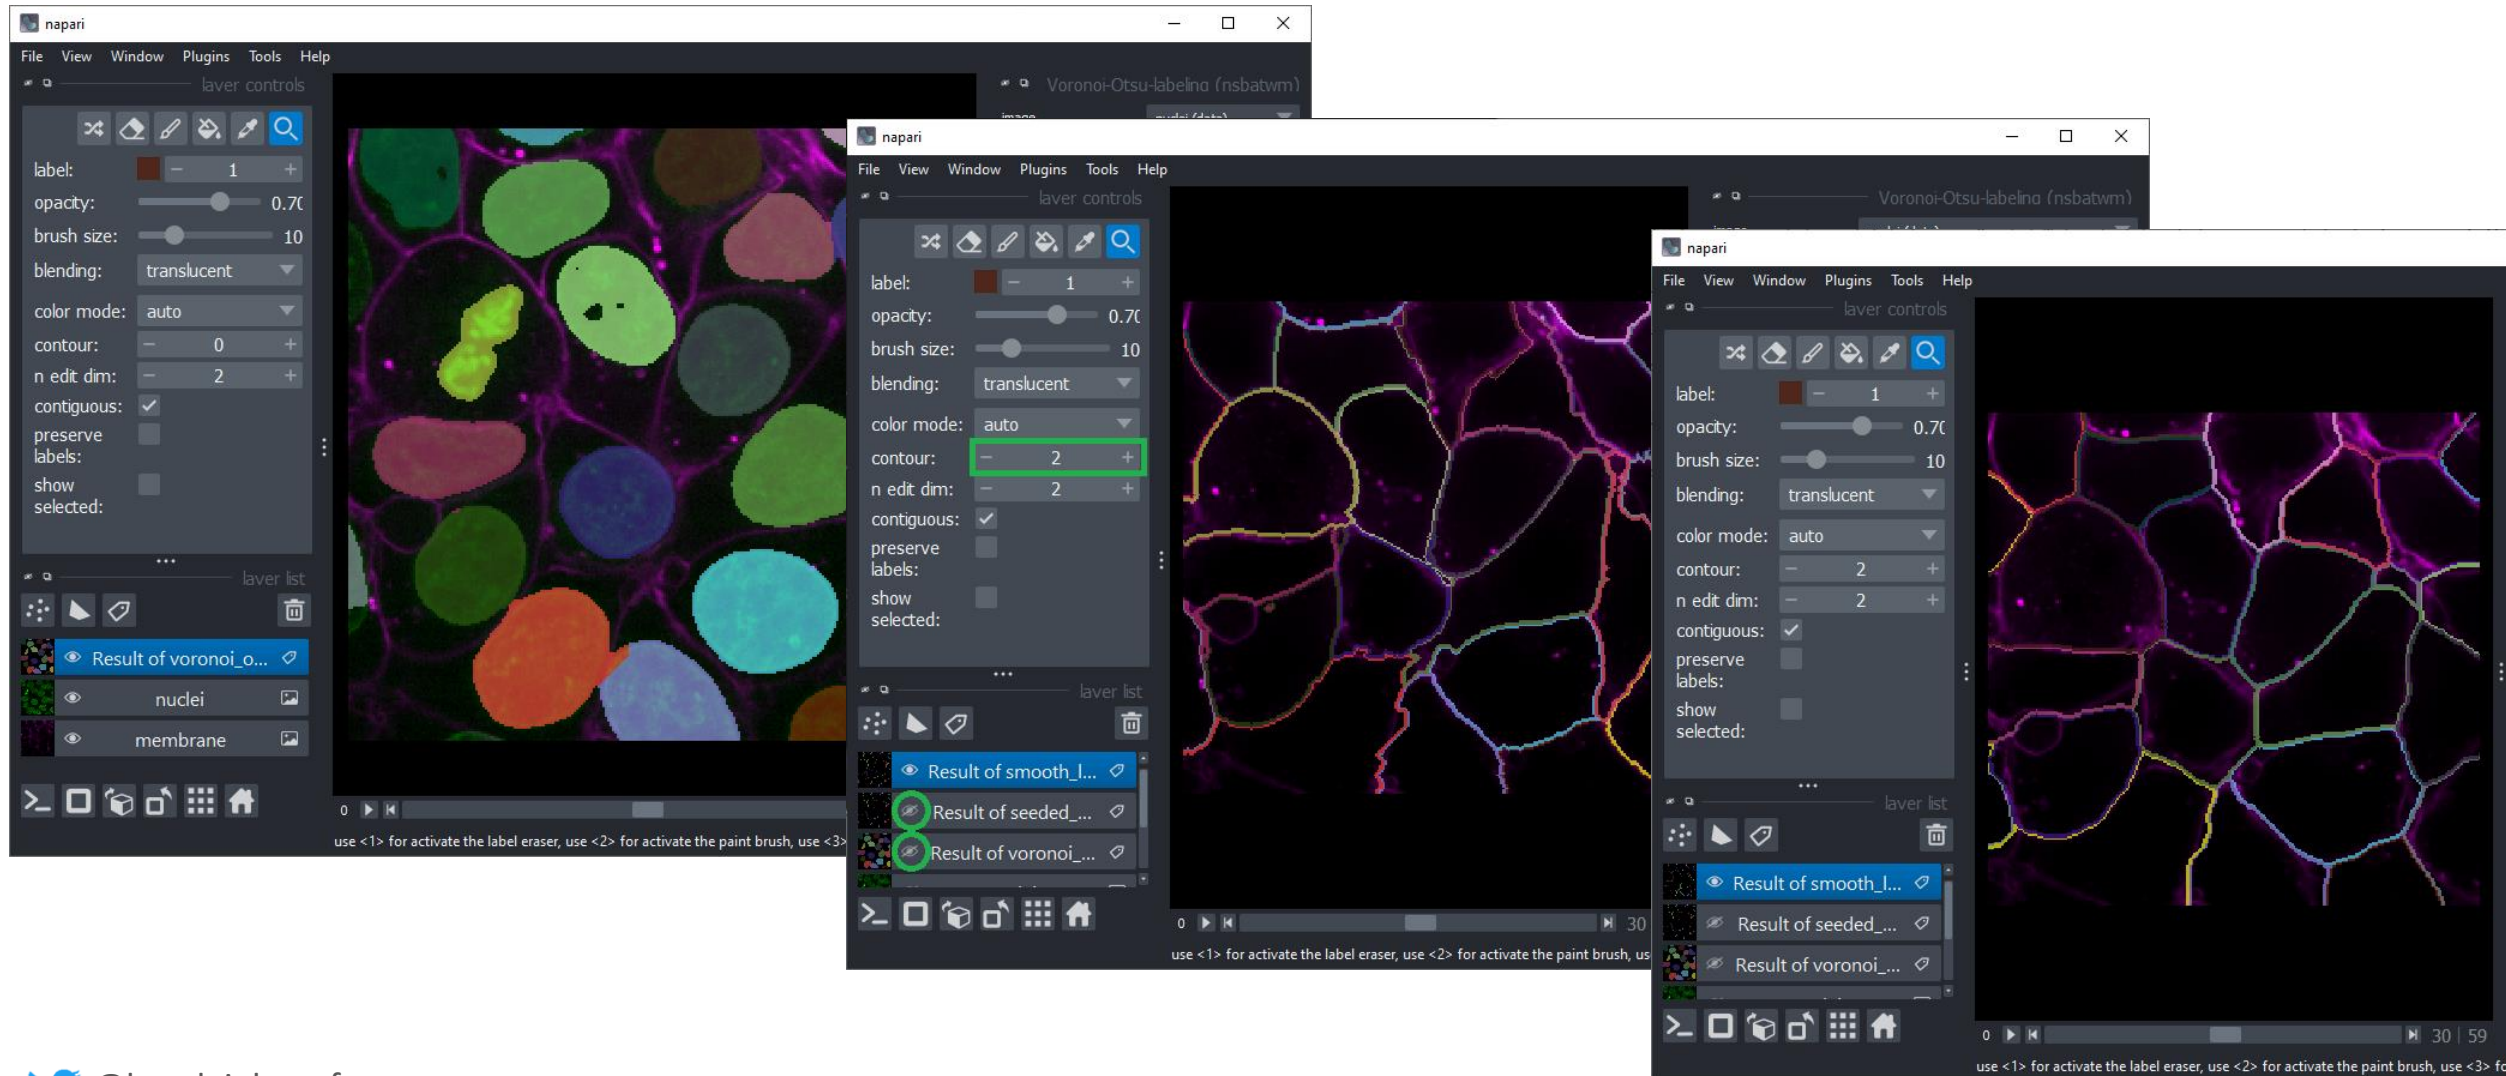 napari
File View Window Plugins Tools Help
layer controls
Voronoi-Otsu-labeling (nsbatwm)
image nuclei (data)
label: 1
opacity: 0.70
brush size: 10
blending: translucent
color mode: auto
contour: 0
n edit dim: 2
contiguous:
preserve
labels:
show
selected:
layer list
Result of voronoi_o...
nuclei
membrane
0
use <1> for activate the label eraser, use <2> for activate the paint brush, use <3>
napari
File View Window Plugins Tools Help
layer controls
Voronoi-Otsu-labeling (nsbatwm)
label: 1
opacity: 0.70
brush size: 10
blending: translucent
color mode: auto
contour: 2
n edit dim: 2
contiguous:
preserve
labels:
show
selected:
layer list
Result of smooth_l...
Result of seeded_...
Result of voronoi_...
0 30
use <1> for activate the label eraser, use <2> for activate the paint brush, us
napari
File View Window Plugins Tools Help
layer controls
label: 1
opacity: 0.70
brush size: 10
blending: translucent
color mode: auto
contour: 2
n edit dim: 2
contiguous:
preserve
labels:
show
selected:
layer list
Result of smooth_l...
Result of seeded_...
Result of voronoi_...
0 30 | 59
use <1> for activate the label eraser, use <2> for activate the paint brush, use <3> fo